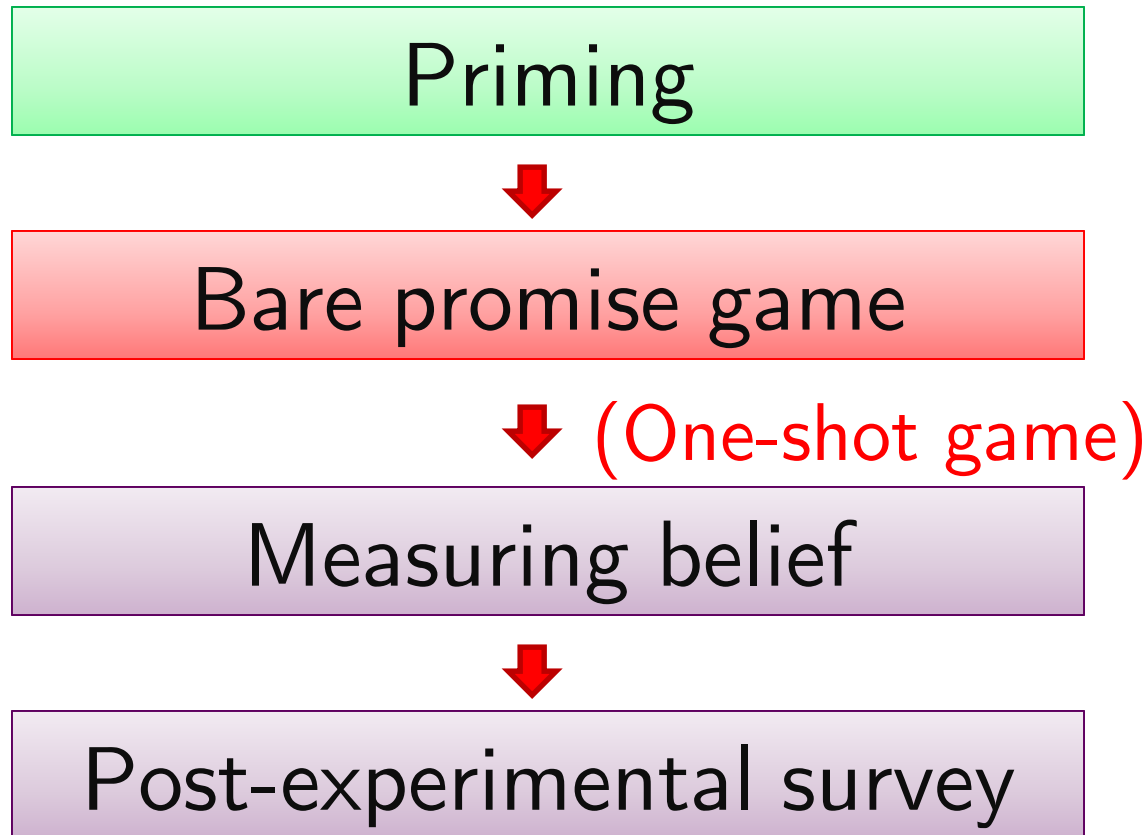 Priming
Bare promise game
(One-shot game)
Measuring belief
Post-experimental survey